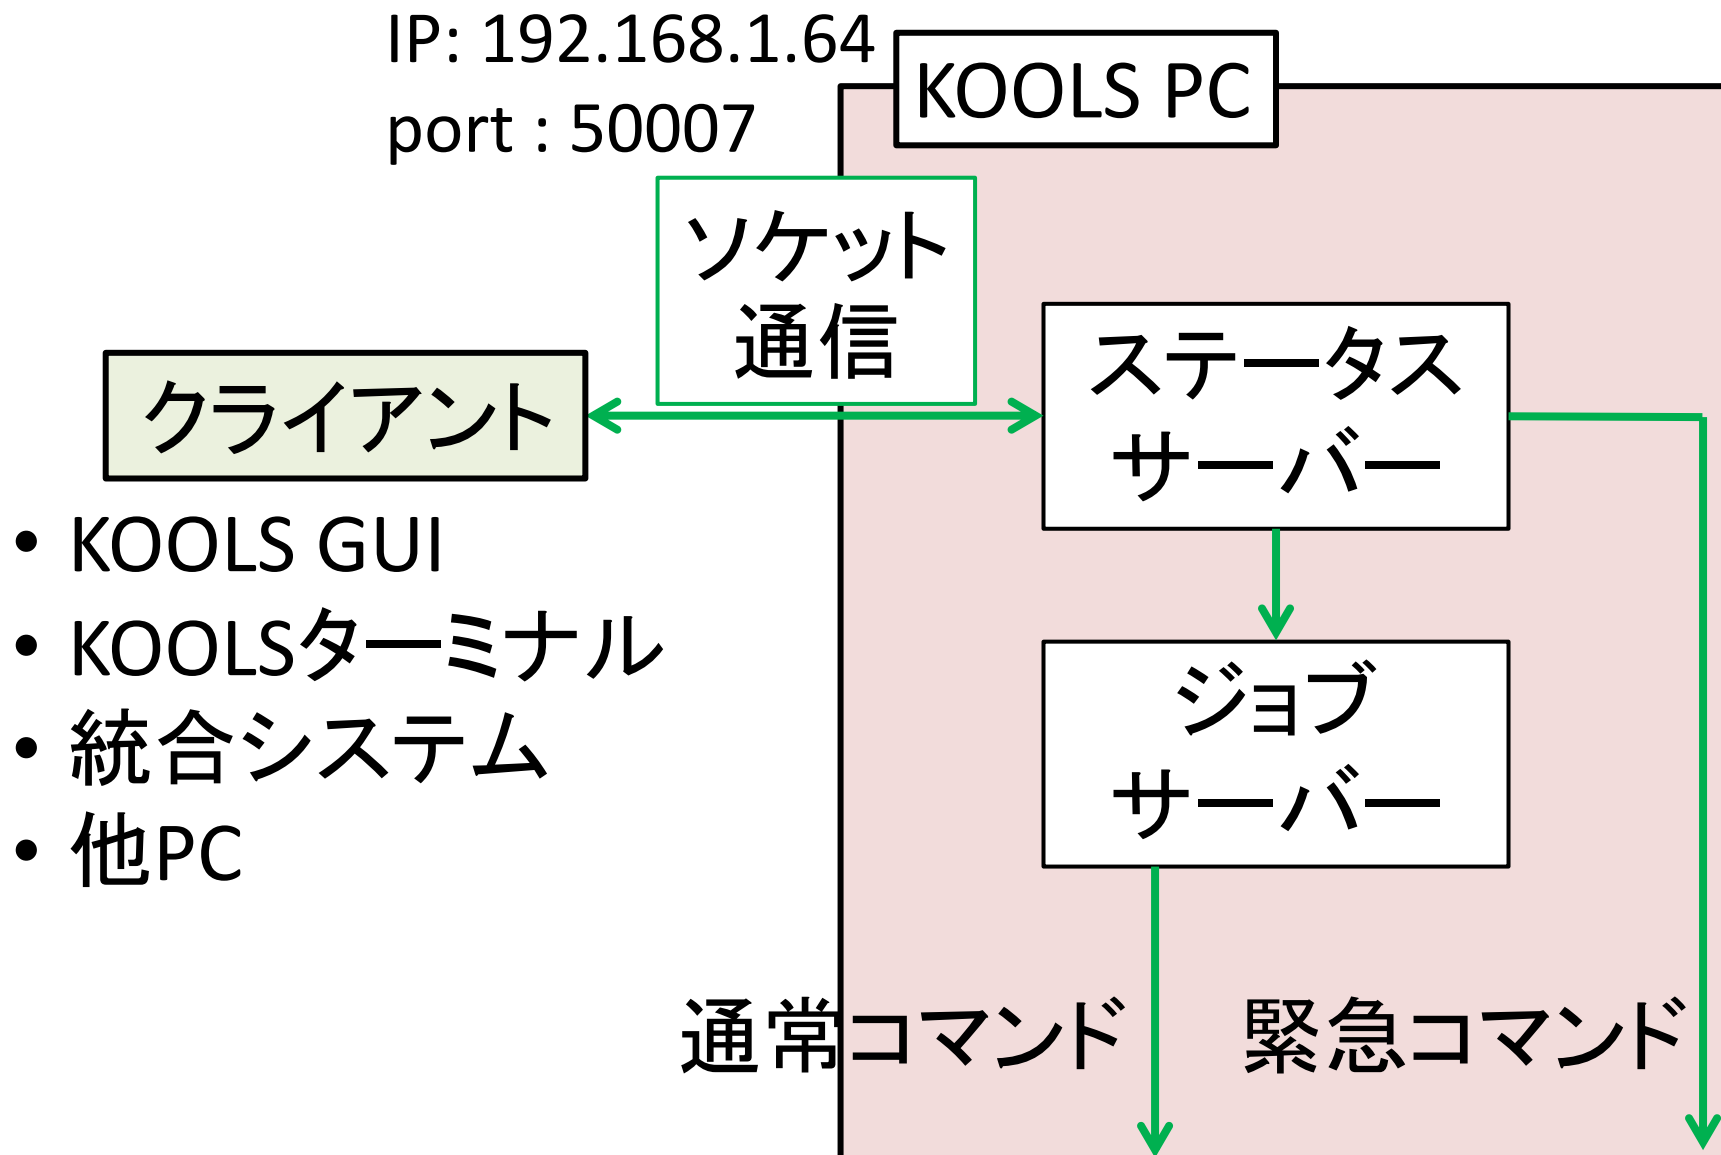 IP: 192.168.1.64
port : 50007
KOOLS PC
ソケット
通信
ステータス
サーバー
クライアント
• KOOLS GUI
• KOOLSターミナル
• 統合システム
• 他PC
ジョブ
サーバー
通常コマンド
緊急コマンド